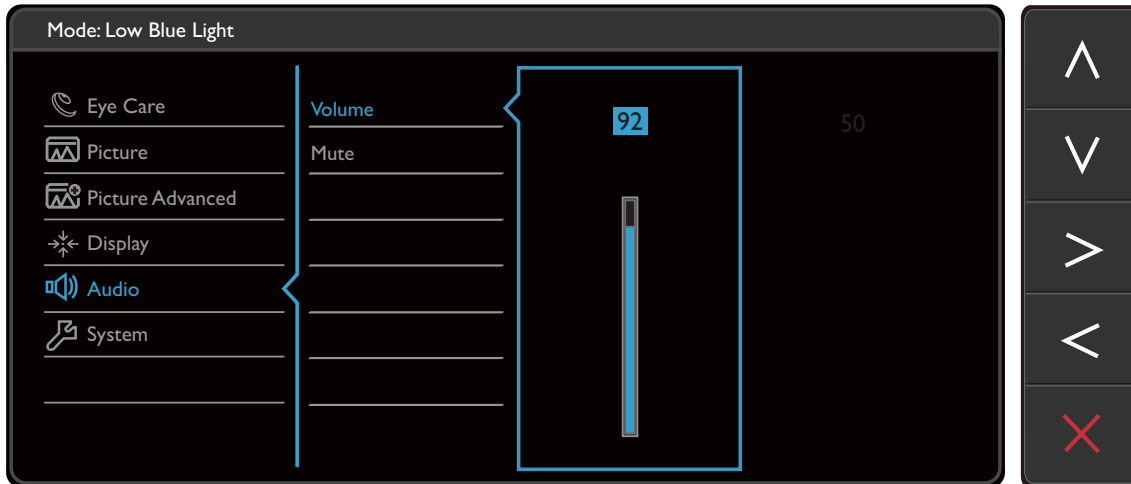 Mode: Low Blue Light
Eye Care
Picture
Picture Advanced
Display
Audio
System
Volume
Mute
92
50